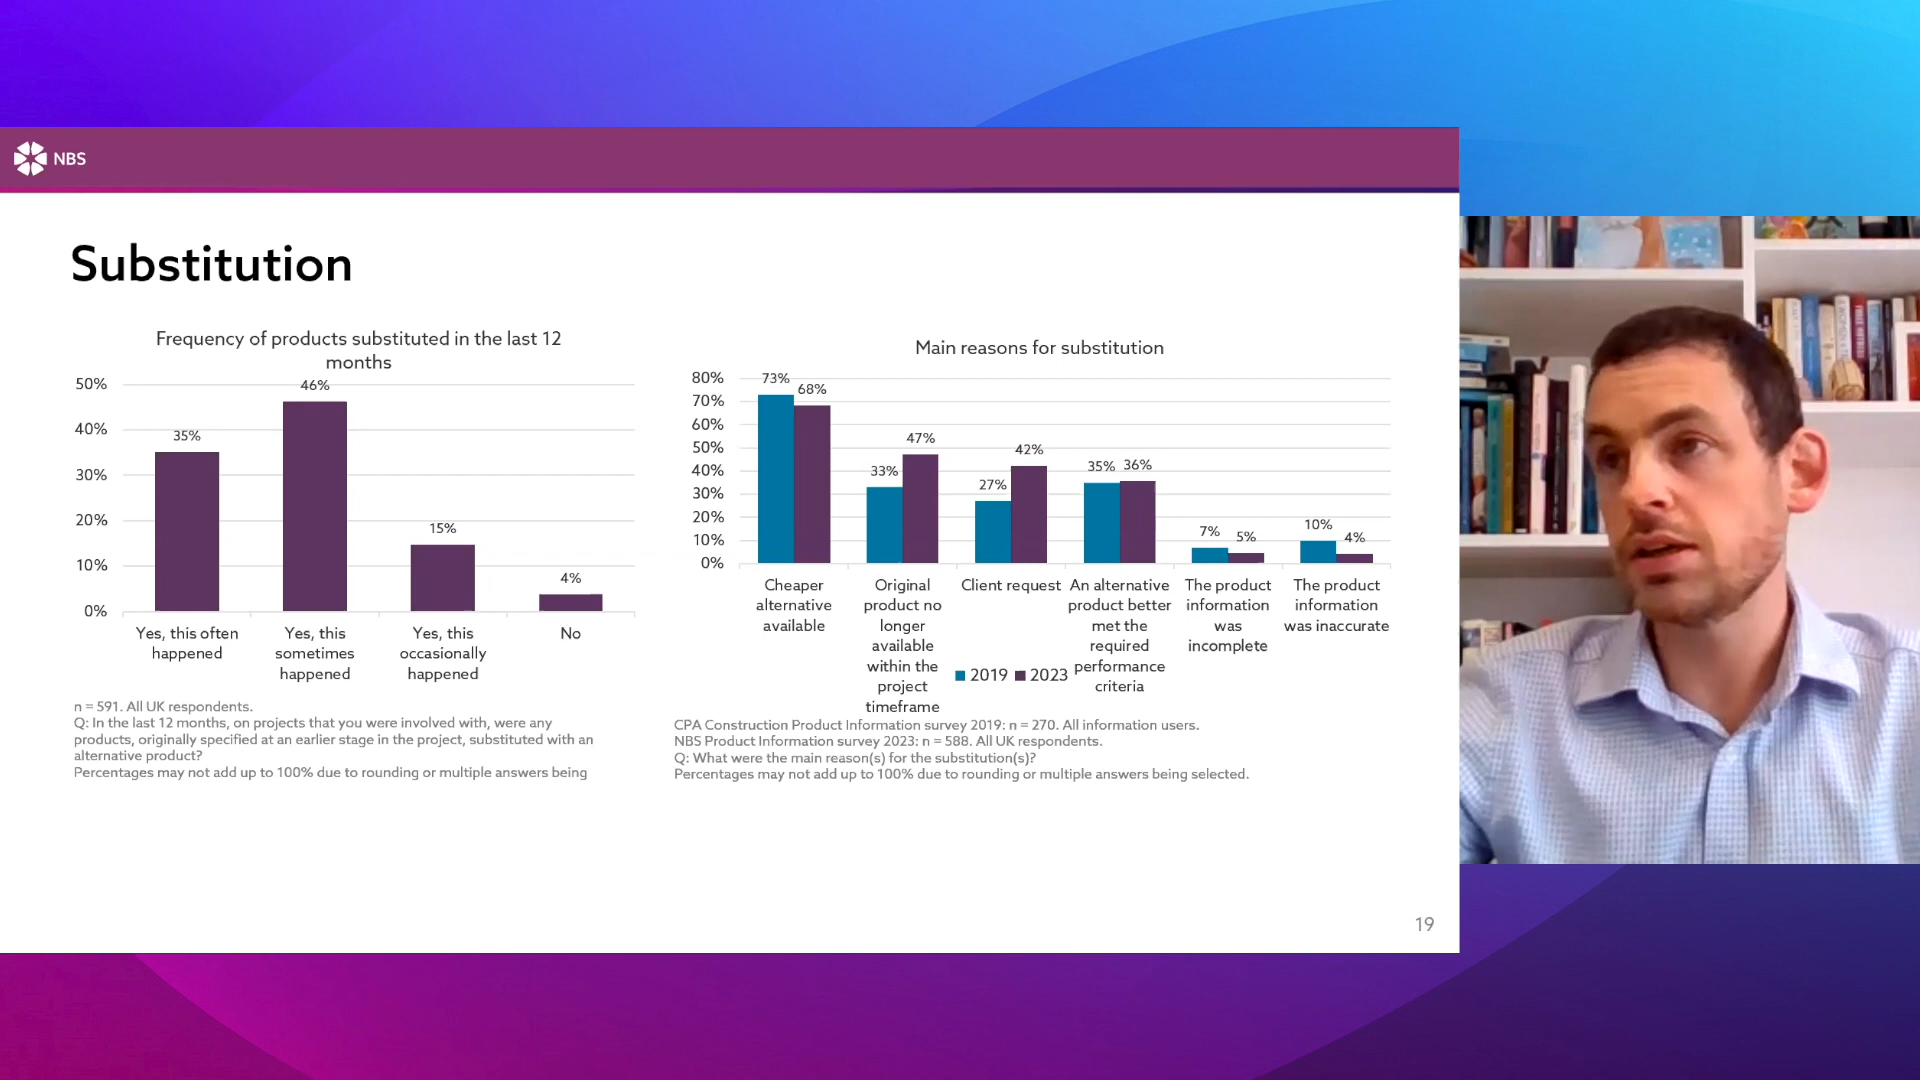 NBS
Substitution
Frequency of products substituted in the last 12
months
50%
40%
30%
20%
10%
0%
35%
46%
15%
4%
Yes, this often
happened
Yes, this
sometimes
happened
Yes, this
occasionally
happened
No
n = 591. All UK respondents.
Q: In the last 12 months, on projects that you were involved with, were any
products, originally specified at an earlier stage in the project, substituted with an
alternative product?
Percentages may not add up to 100% due to rounding or multiple answers being
Main reasons for substitution
80%
70%
60%
50%
40%
30%
20%
10%
0%
73%
68%
33%
47%
27%
42%
35%
36%
7%
5%
10%
4%
Cheaper
alternative
available
Original
product no
longer
available
within the
project
timeframe
Client request
An alternative
product better
met the
required
performance
criteria
The product
information
was
incomplete
The product
information
was inaccurate
2019 2023
CPA Construction Product Information survey 2019: n = 270. All information users.
NBS Product Information survey 2023: n = 588. All UK respondents.
Q: What were the main reason(s) for the substitution(s)?
Percentages may not add up to 100% due to rounding or multiple answers being selected.
19